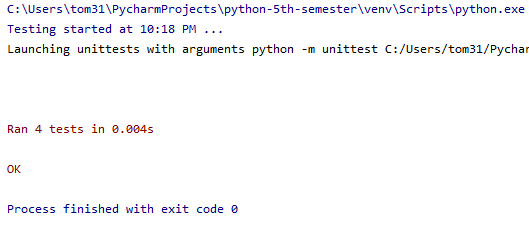 C:\Users\tom31\PycharmProjects\python-5th-semester\venv\Scripts\python.exe
Testing started at 10:18 PM ...
Launching unittests with arguments python -m unittest C:/Users/tom31/Pychar
Ran 4 tests in 0.004s
OK
Process finished with exit code 0